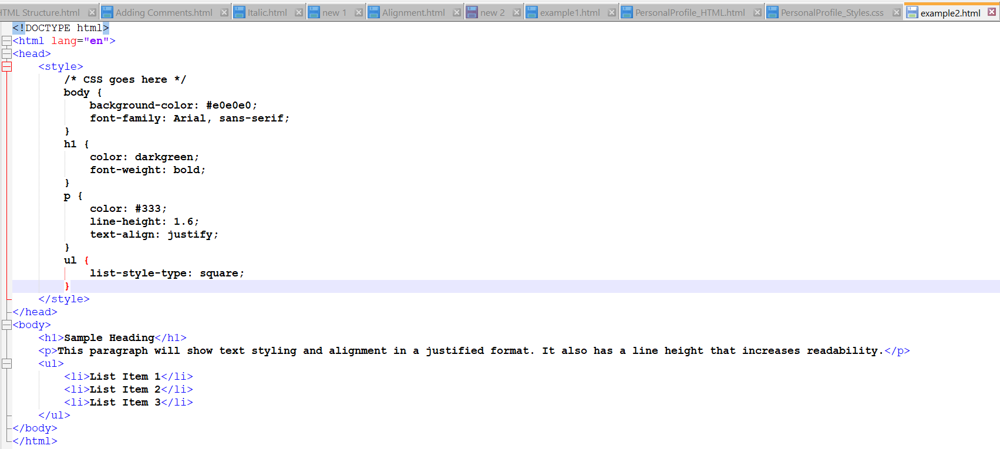 HTML Structure.html Adding Comments.html Italic.html new 1 Alignment.html new 2 example1.html PersonalProfile_HTML.html PersonalProfile_Styles.css example2.html
<!DOCTYPE html>
<html lang="en">
<head>
    <style>
        /* CSS goes here */
        body {
            background-color: #e0e0e0;
            font-family: Arial, sans-serif;
        }
        h1 {
            color: darkgreen;
            font-weight: bold;
        }
        p {
            color: #333;
            line-height: 1.6;
            text-align: justify;
        }
        ul {
            list-style-type: square;
        }
    </style>
</head>
<body>
    <h1>Sample Heading</h1>
    <p>This paragraph will show text styling and alignment in a justified format. It also has a line height that increases readability.</p>
    <ul>
        <li>List Item 1</li>
        <li>List Item 2</li>
        <li>List Item 3</li>
    </ul>
</body>
</html>